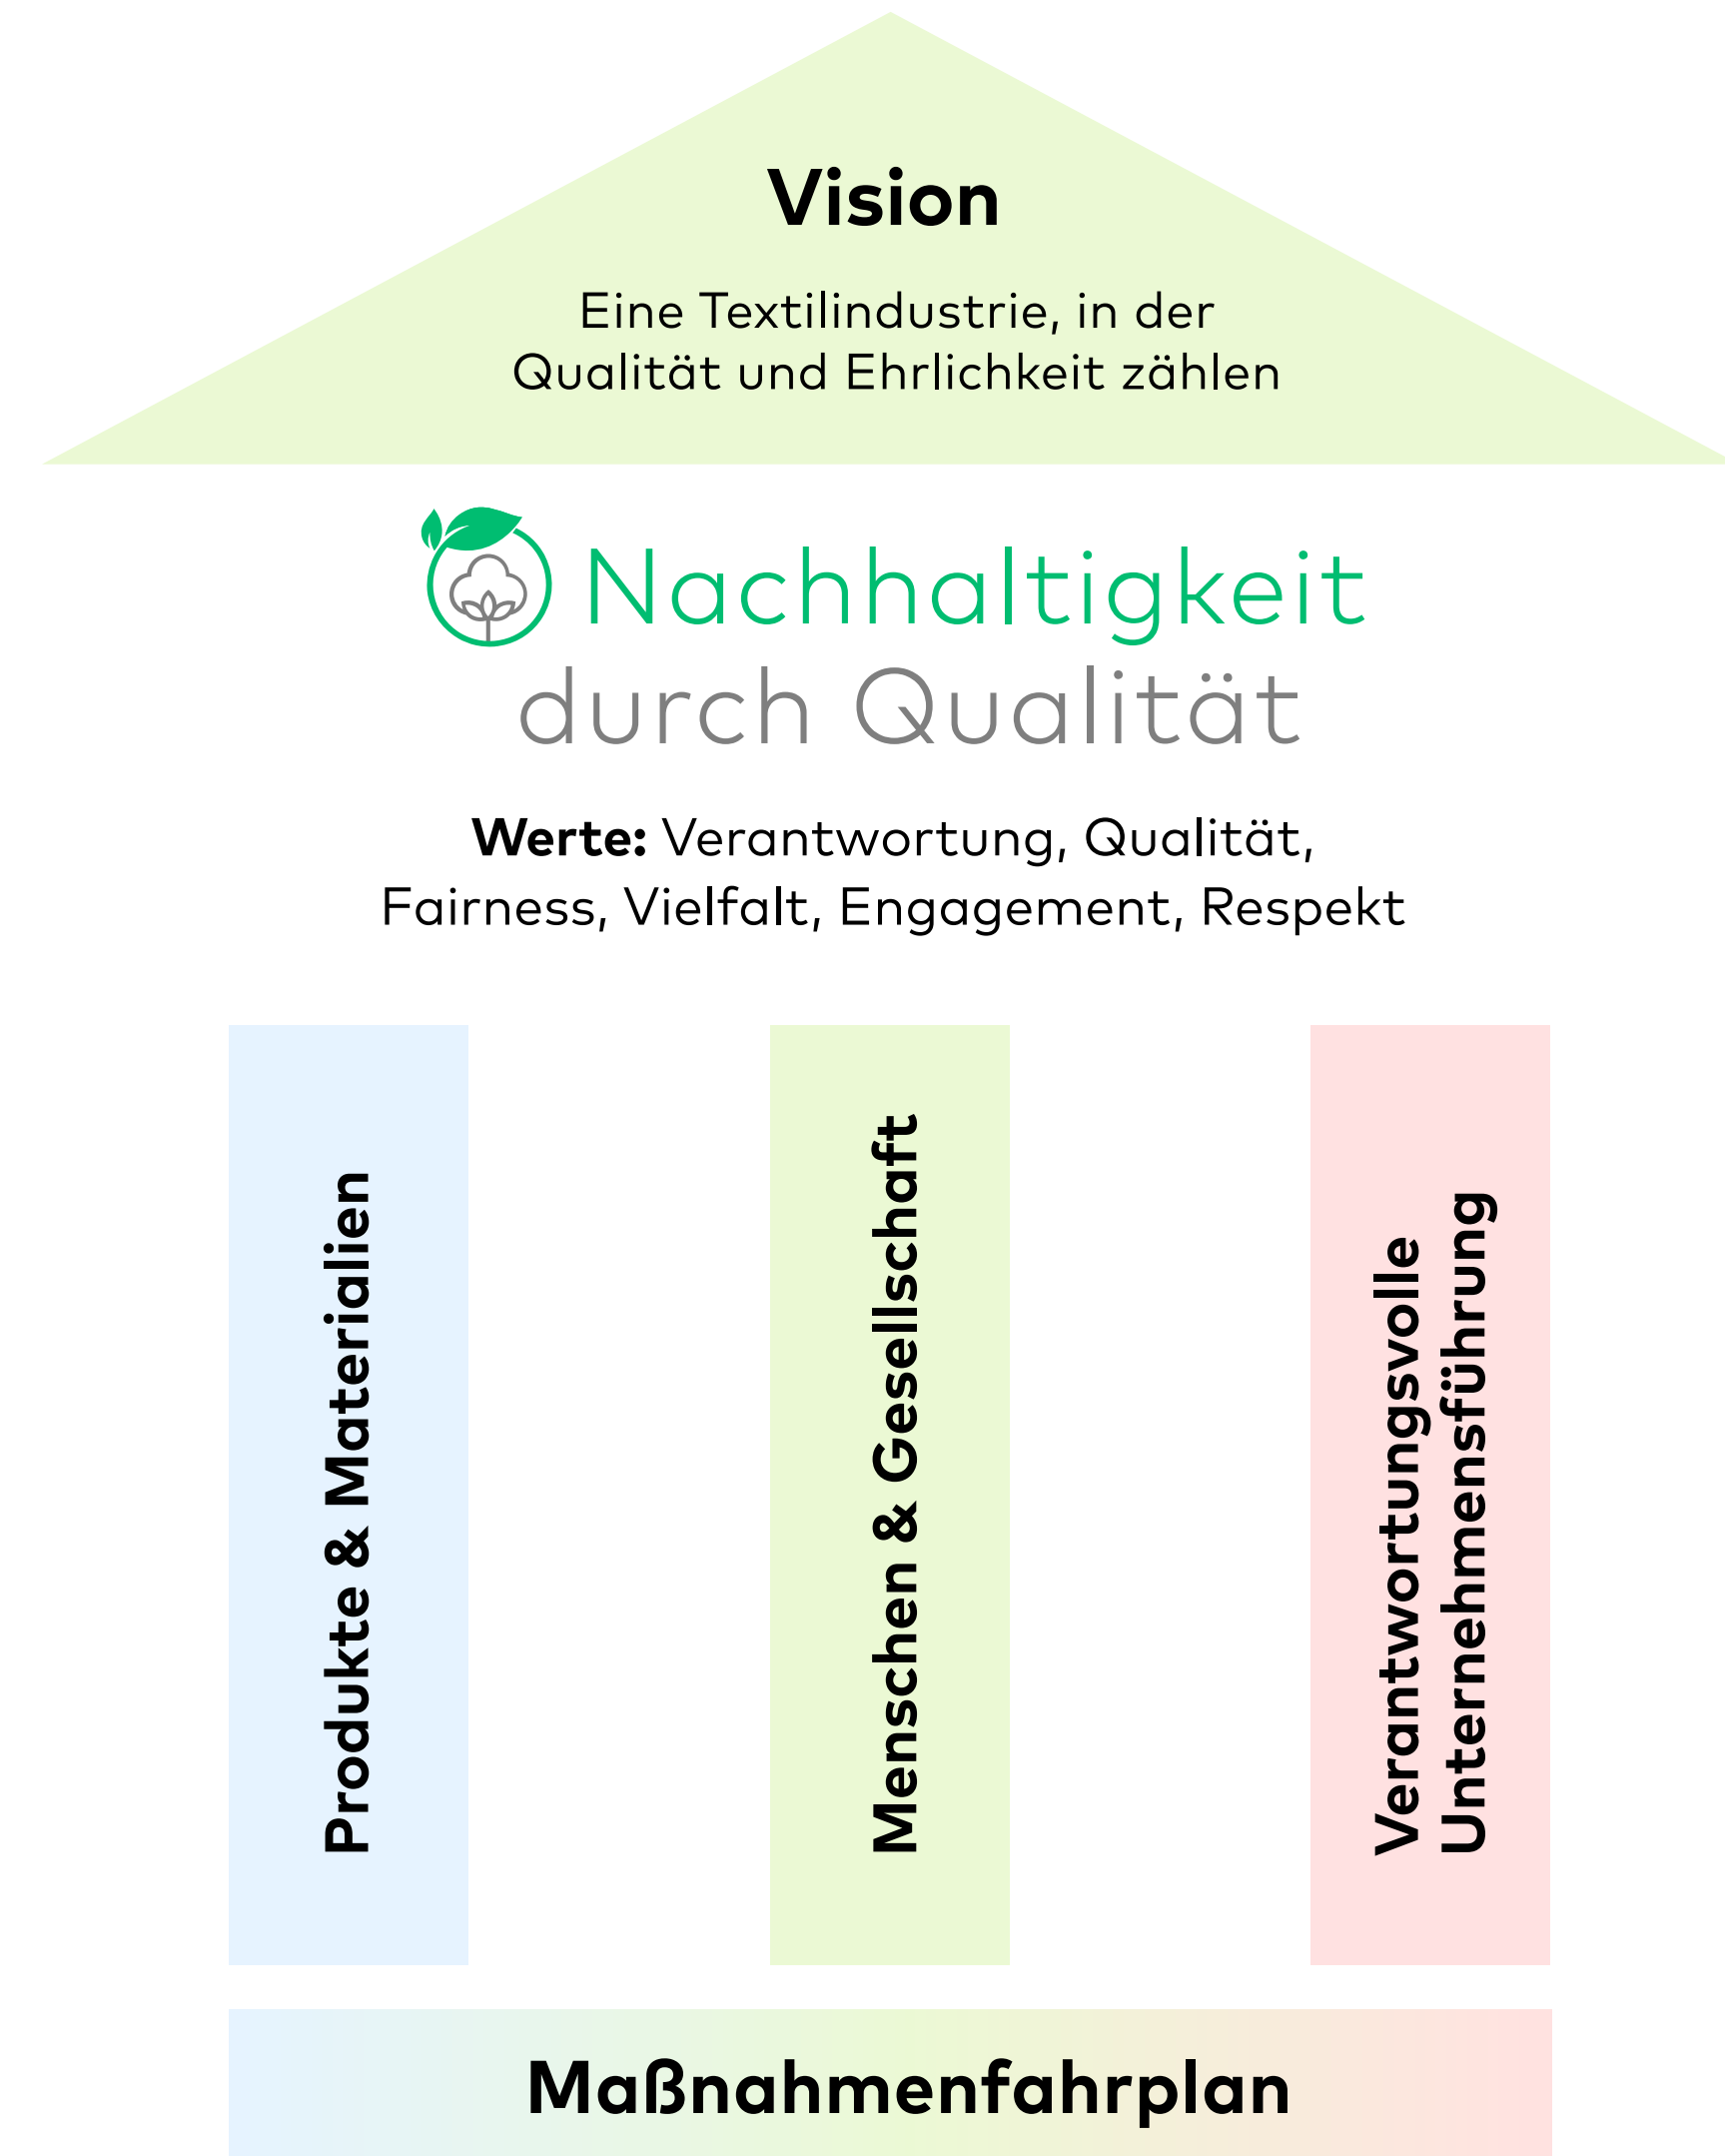 Vision
Eine Textilindustrie, in der
Qualität und Ehrlichkeit zählen
Nachhaltigkeit
durch Qualität
Werte: Verantwortung, Qualität,
Fairness, Vielfalt, Engagement, Respekt
Produkte & Materialien
Menschen & Gesellschaft
Verantwortungsvolle
Unternehmensführung
Maßnahmenfahrplan